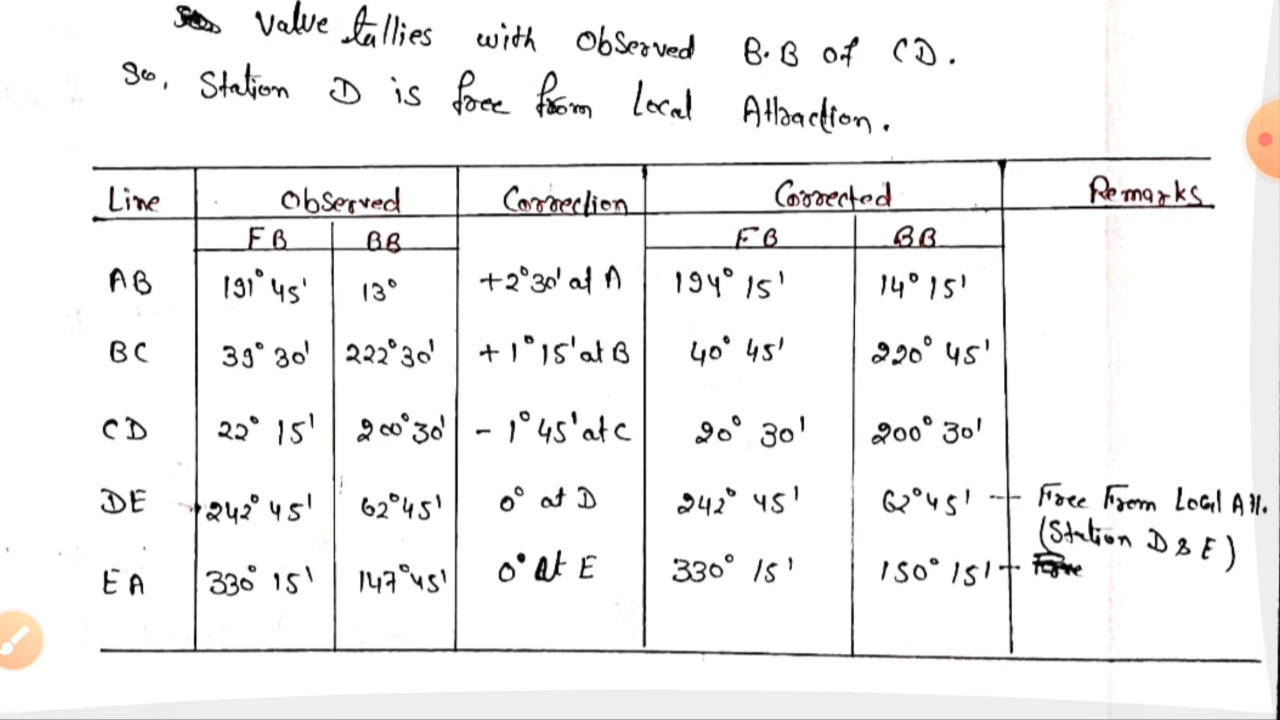 value tallies with observed B.B of CD.
So, Station D is free from Local Attraction.
Line Observed Correction Corrected Remarks
FB BB FB BB
AB 191° 45' 13° +2°30' at A 194° 15' 14° 15'
BC 39° 30' 222° 30' + 1° 15' at B 40° 45' 220° 45'
CD 22° 15' 200° 30' - 1° 45' at C 20° 30' 200° 30'
DE 242° 45' 62° 45' 0° at D 242° 45' 62° 45' Free From Local Att.
(Station D & E)
EA 330° 15' 147° 45' 0° at E 330° 15' 150° 15'